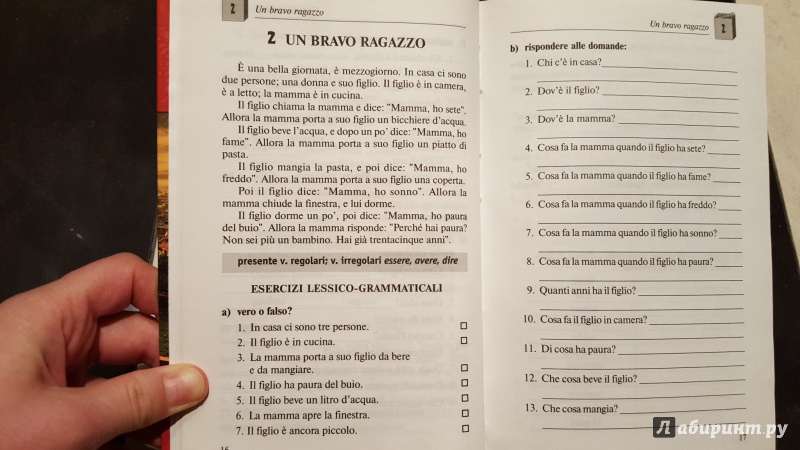 2
Un bravo ragazzo
2 UN BRAVO RAGAZZO
È una bella giornata, è mezzogiorno. In casa ci sono
due persone; una donna e suo figlio. Il figlio è in camera,
è a letto; la mamma è in cucina.
Il figlio chiama la mamma e dice: "Mamma, ho sete".
Allora la mamma porta a suo figlio un bicchiere d'acqua.
Il figlio beve l'acqua, e dopo un po' dice: "Mamma, ho
fame". Allora la mamma porta a suo figlio un piatto di
pasta.
Il figlio mangia la pasta, e poi dice: "Mamma, ho
freddo". Allora la mamma porta a suo figlio una coperta.
Poi il figlio dice: "Mamma, ho sonno". Allora la
mamma chiude la finestra, e lui dorme.
Il figlio dorme un po', poi dice: "Mamma, ho paura
del buio". Allora la mamma risponde: "Perché hai paura?
Non sei più un bambino. Hai già trentacinque anni".
presente v. regolari; v. irregolari essere, avere, dire
ESERCIZI LESSICO-GRAMMATICALI
a) vero o falso?
1. In casa ci sono tre persone.
2. Il figlio è in cucina.
3. La mamma porta a suo figlio da bere
e da mangiare.
4. Il figlio ha paura del buio.
5. Il figlio beve un litro d'acqua.
6. La mamma apre la finestra.
7. Il figlio è ancora piccolo.
16
Un bravo ragazzo
2
b) rispondere alle domande:
1. Chi c'è in casa?
2. Dov'è il figlio?
3. Dov'è la mamma?
4. Cosa fa la mamma quando il figlio ha sete?
5. Cosa fa la mamma quando il figlio ha fame?
6. Cosa fa la mamma quando il figlio ha freddo?
7. Cosa fa la mamma quando il figlio ha sonno?
8. Cosa fa la mamma quando il figlio ha paura?
9. Quanti anni ha il figlio?
10. Cosa fa il figlio in camera?
11. Di cosa ha paura?
12. Che cosa beve il figlio?
13. Che cosa mangia?
17
Лабиринт.ру